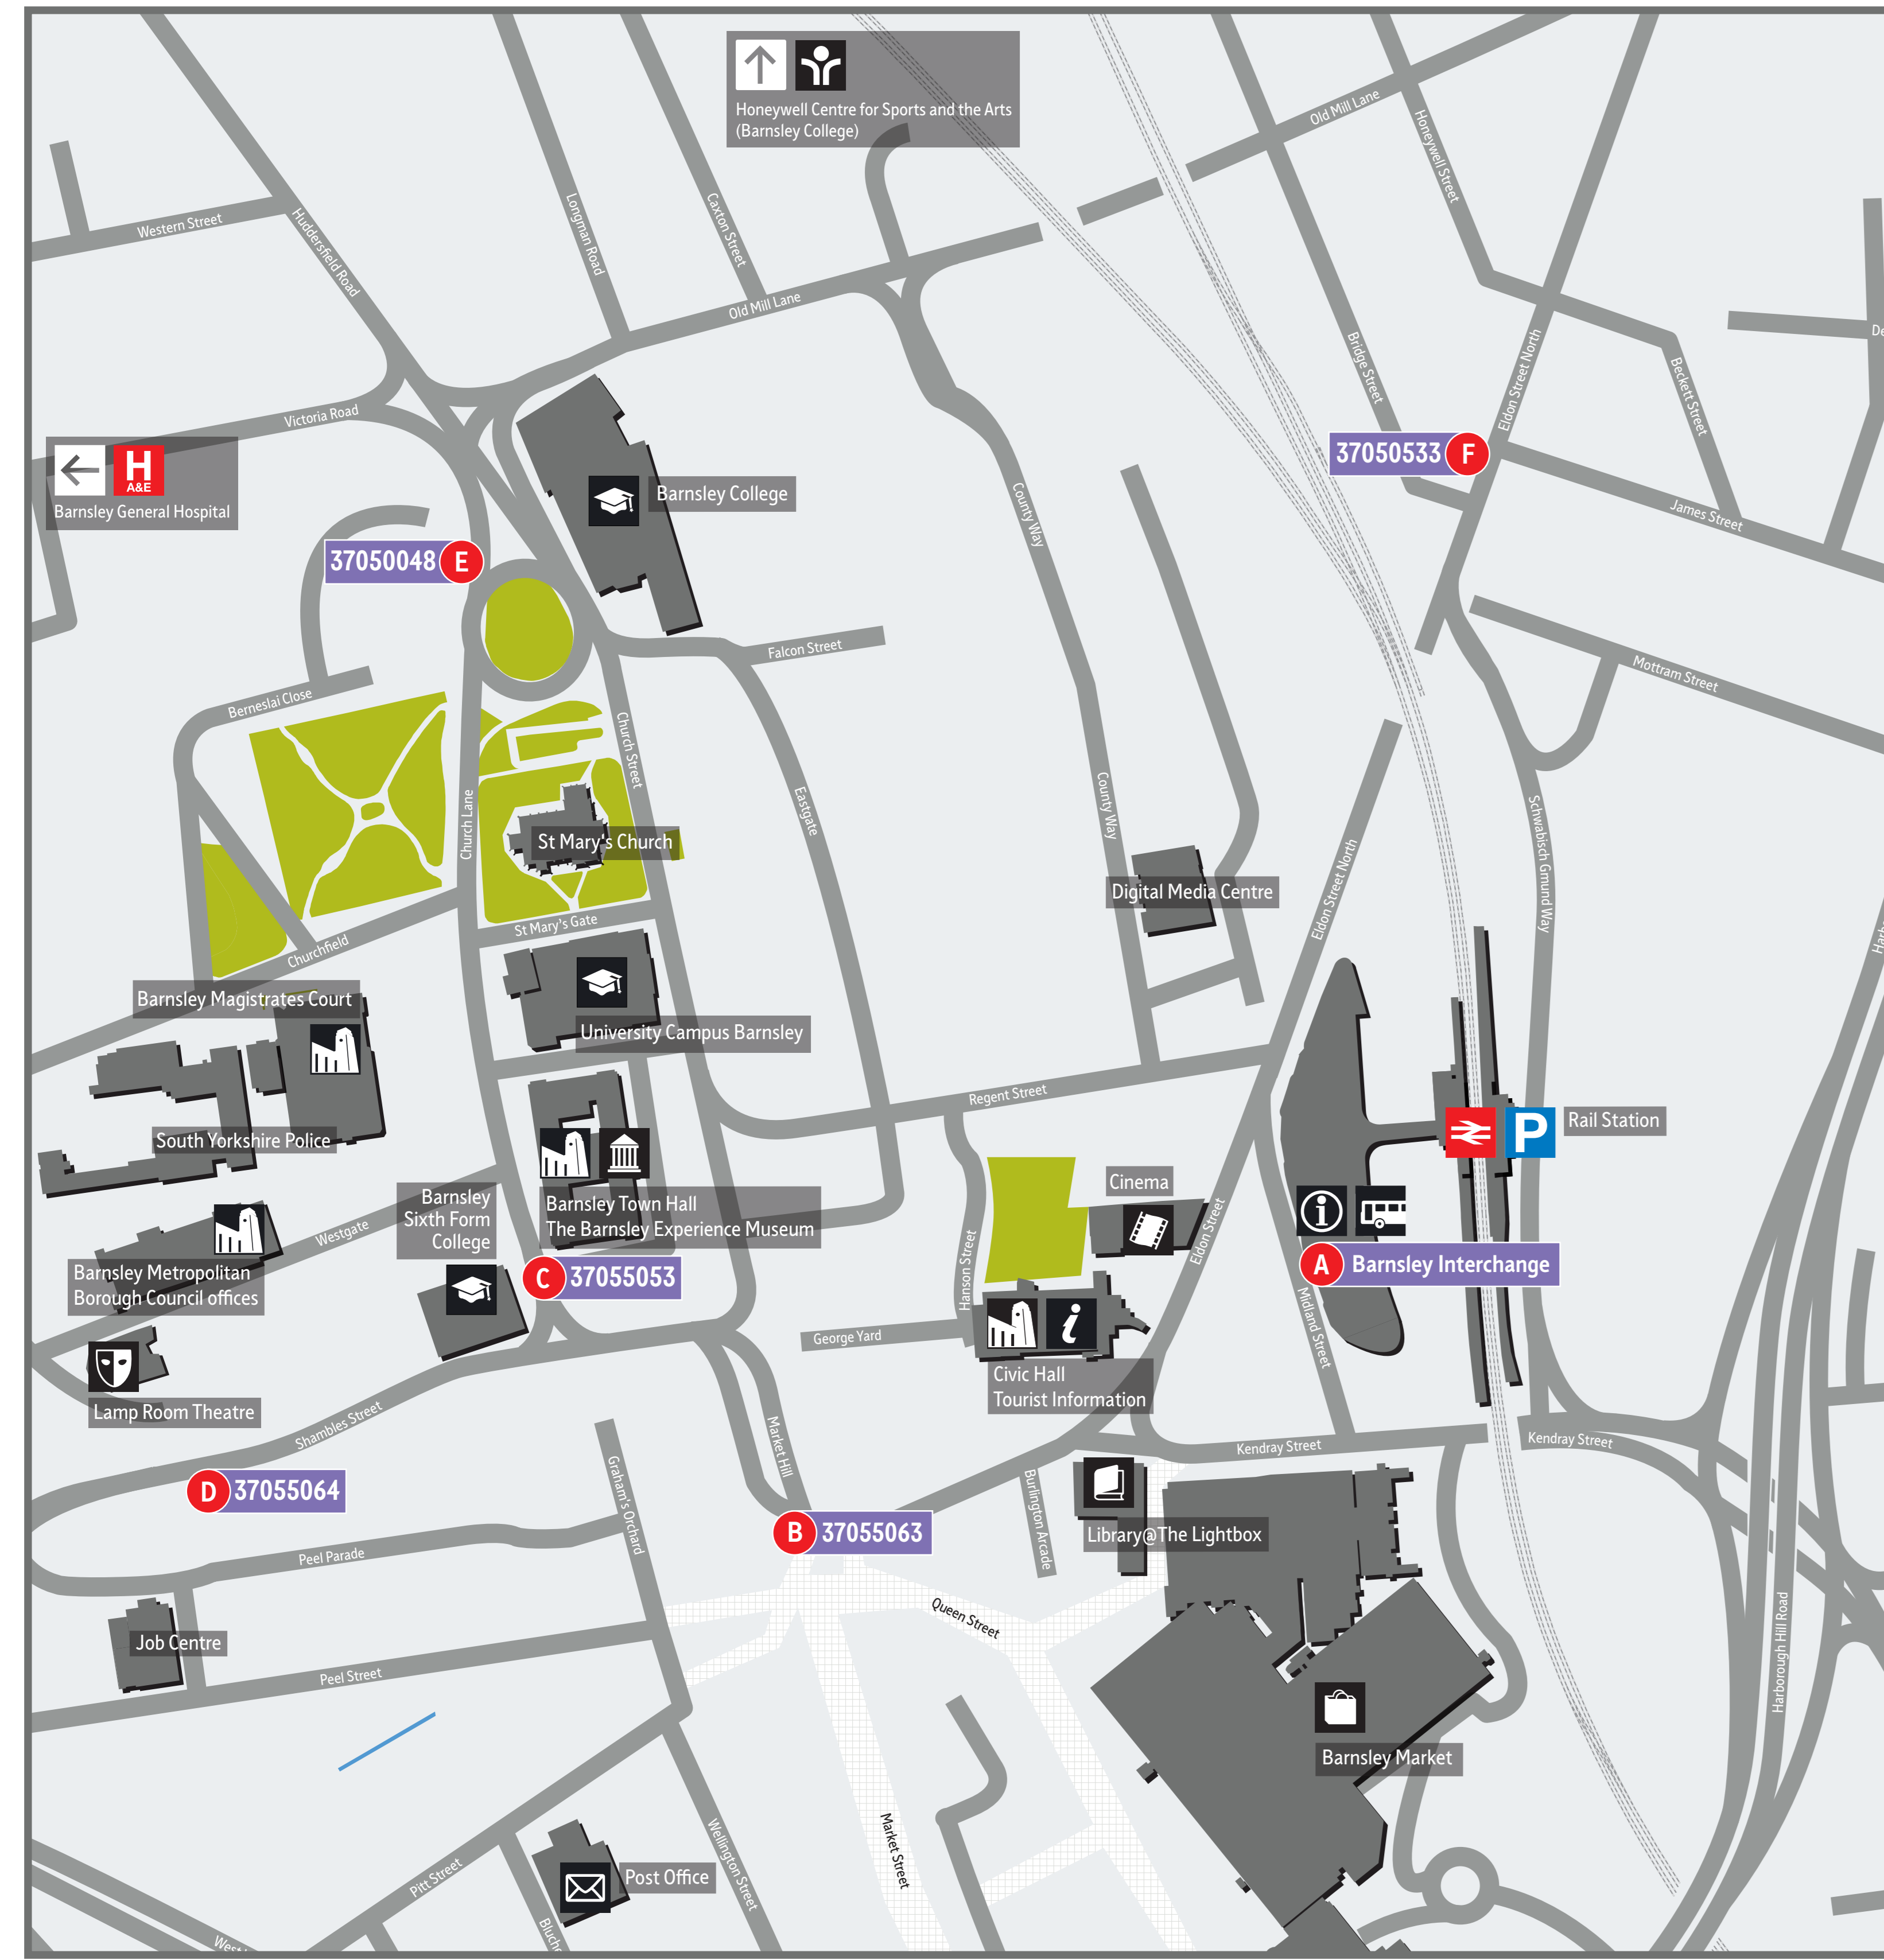 Honeywell Centre for Sports and the Arts
(Barnsley College)
Old Mill Lane
Honeywell Street
Western Street
Huddersfield Road
Longman Road
Caxton Street
Old Mill Lane
Bridge Street
Eldon Street North
Beckett Street
Victoria Road
H
A&E
Barnsley General Hospital
37050533 F
Barnsley College
County Way
James Street
37050048 E
Falcon Street
Mottram Street
Berneslai Close
Church Street
Church Lane
Eastgate
County Way
Schwabisch Gmund Way
St Mary's Church
Digital Media Centre
Eldon Street North
St Mary's Gate
Churchfield
Barnsley Magistrates Court
University Campus Barnsley
Regent Street
South Yorkshire Police
P
Rail Station
Barnsley
Sixth Form
College
Barnsley Town Hall
The Barnsley Experience Museum
Cinema
Westgate
Hanson Street
Eldon Street
i
i
Barnsley Metropolitan
Borough Council offices
C 37055053
A Barnsley Interchange
George Yard
Midland Street
Civic Hall
Tourist Information
Lamp Room Theatre
Shambles Street
Market Hill
Kendray Street
Kendray Street
Graham's Orchard
D 37055064
B 37055063
Burlington Arcade
Library@The Lightbox
Peel Parade
Queen Street
Job Centre
Peel Street
Harborough Hill Road
Barnsley Market
Market Street
Wellington Street
Post Office
Pitt Street